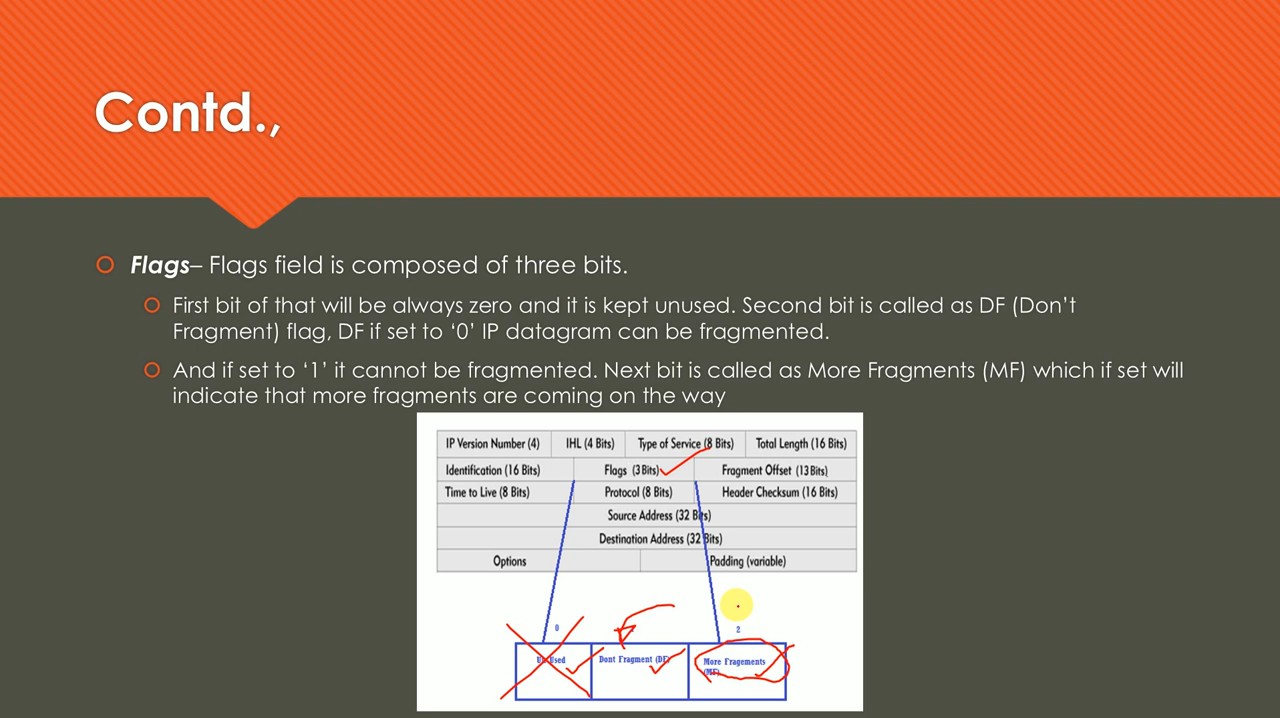 Contd.,
Flags– Flags field is composed of three bits.
First bit of that will be always zero and it is kept unused. Second bit is called as DF (Don’t
Fragment) flag, DF if set to ‘0’ IP datagram can be fragmented.
And if set to ‘1’ it cannot be fragmented. Next bit is called as More Fragments (MF) which if set will
indicate that more fragments are coming on the way
IP Version Number (4) IHL (4 Bits) Type of Service (8 Bits) Total Length (16 Bits)
Identification (16 Bits) Flags (3Bits) Fragment Offset (13Bits)
Time to Live (8 Bits) Protocol (8 Bits) Header Checksum (16 Bits)
Source Address (32 Bits)
Destination Address (32 Bits)
Options Padding (variable)
0 2
Un Used Dont Fragment (DF) More Fragements
(MF)